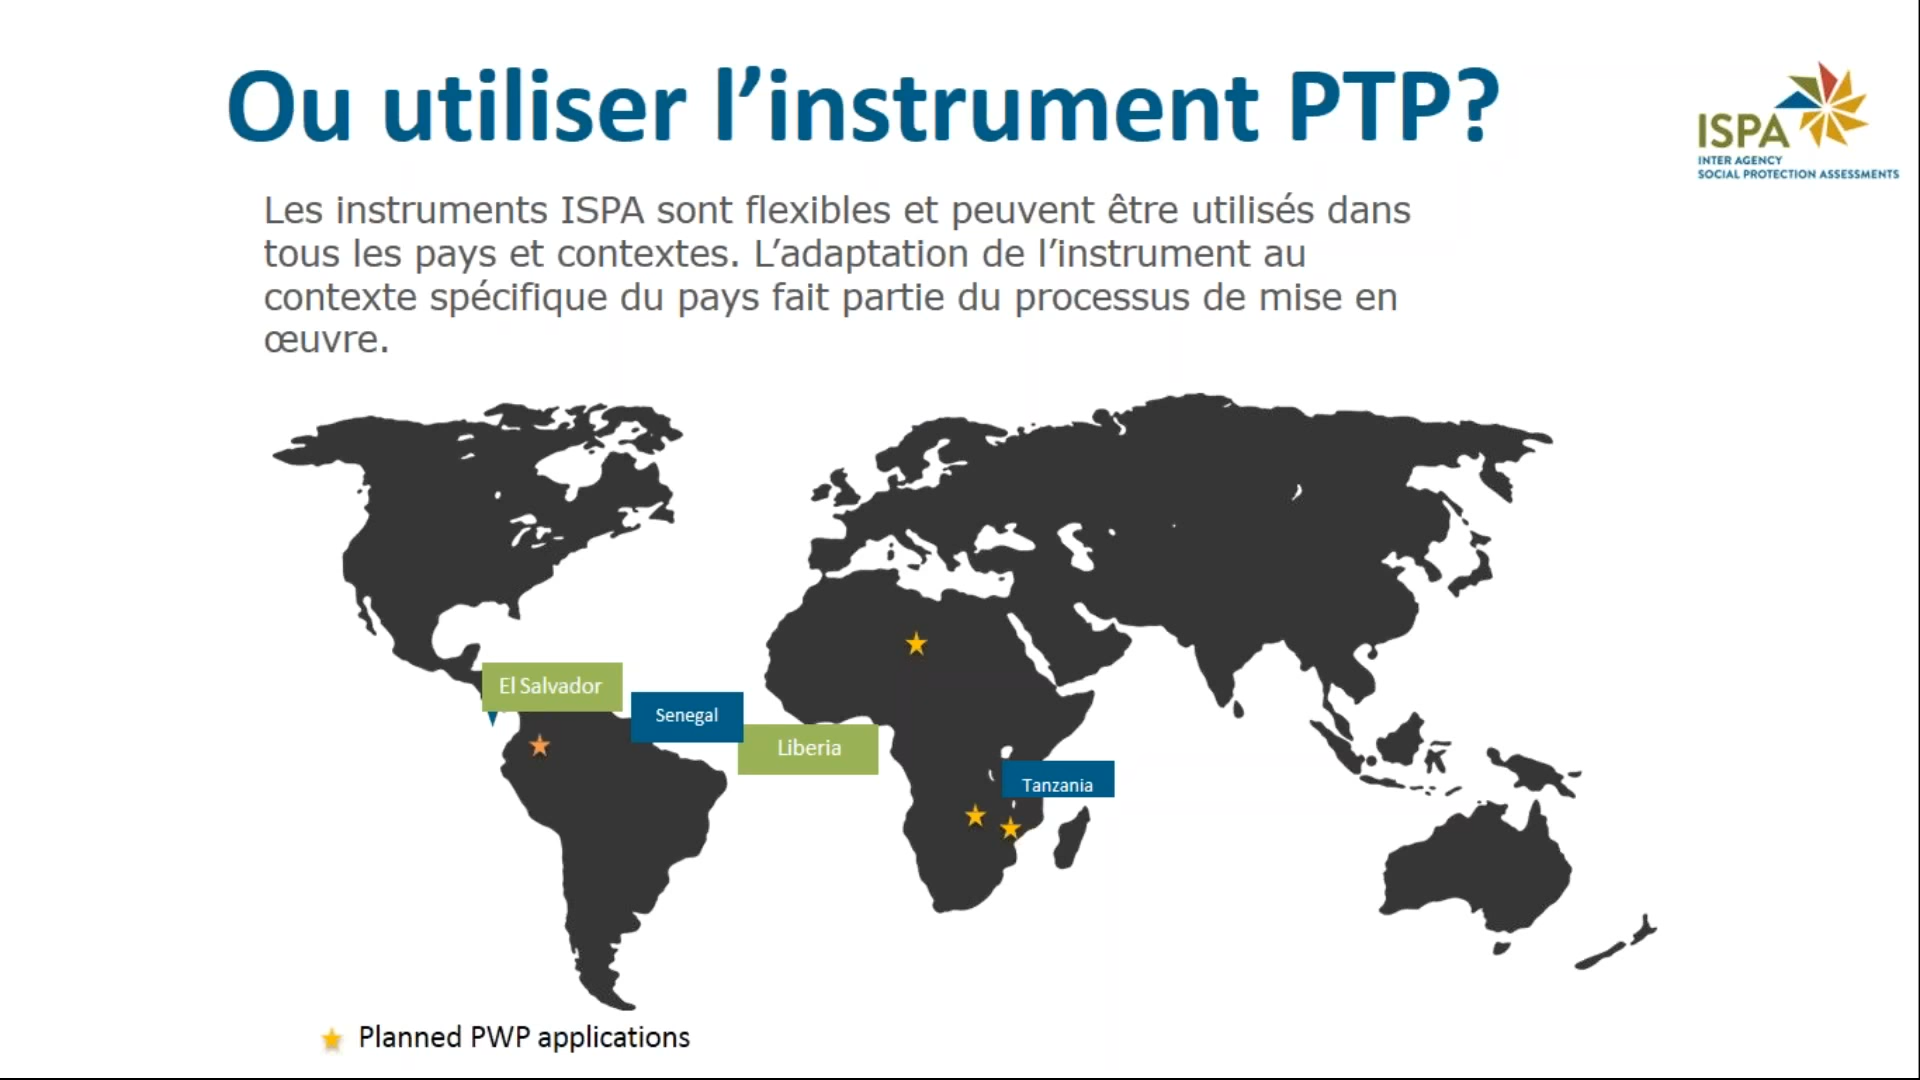 Ou utiliser l’instrument PTP?
ISPA
INTER AGENCY
SOCIAL PROTECTION ASSESSMENTS
Les instruments ISPA sont flexibles et peuvent être utilisés dans
tous les pays et contextes. L’adaptation de l’instrument au
contexte spécifique du pays fait partie du processus de mise en
œuvre.
El Salvador
Senegal
Liberia
Tanzania
Planned PWP applications